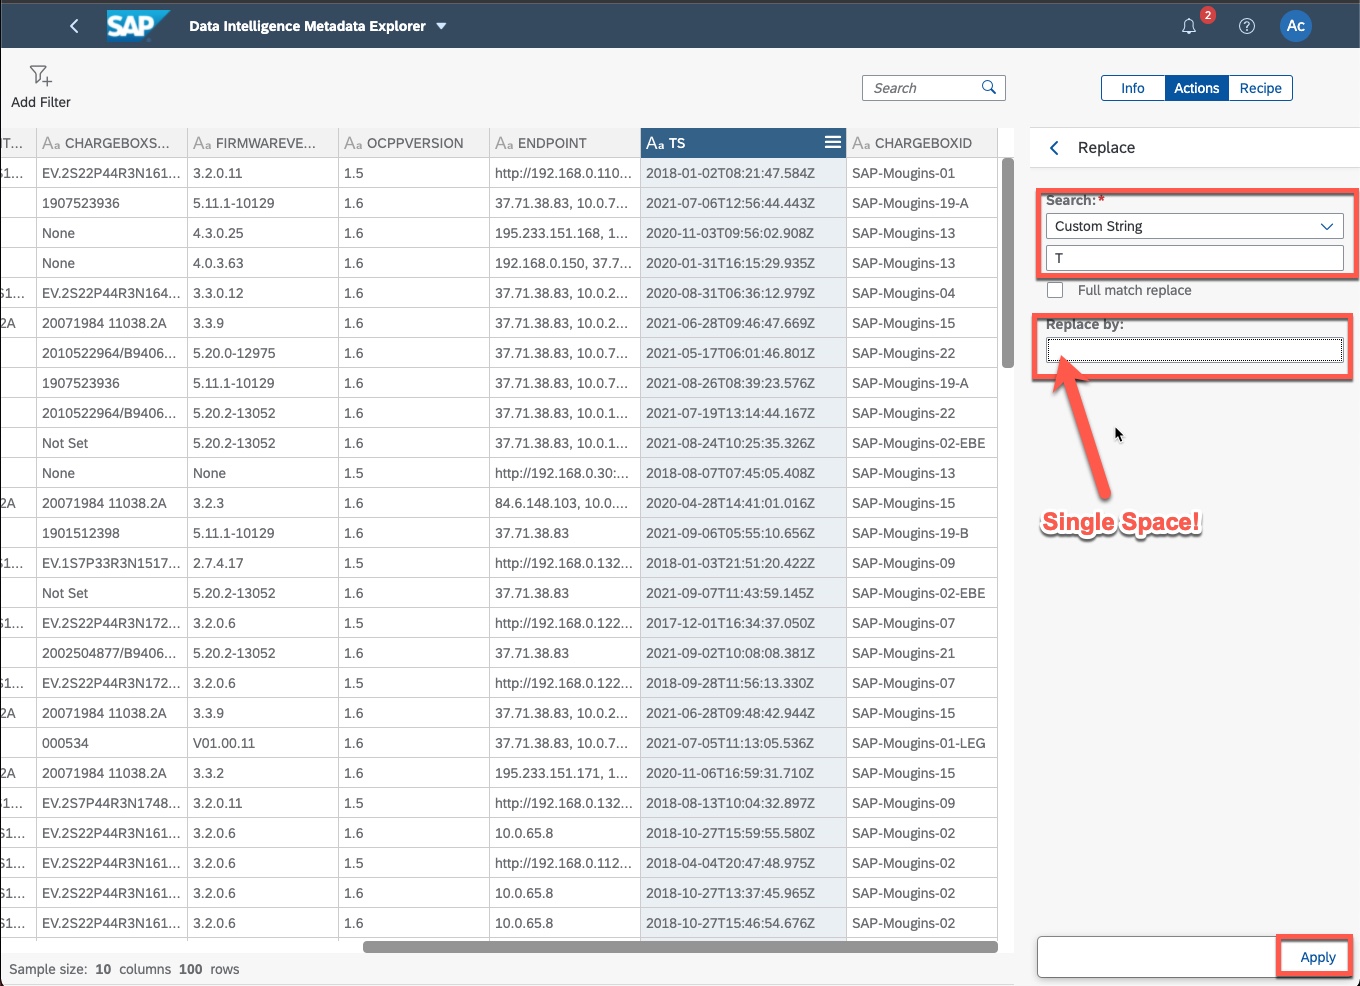 SAP Data Intelligence Metadata Explorer 2 Ac
Add Filter Search Info Actions Recipe
IT... Aa CHARGEBOXS... Aa FIRMWAREVE... Aa OCPPVERSION Aa ENDPOINT Aa TS Aa CHARGEBOXID
S1... EV.2S22P44R3N161... 3.2.0.11 1.5 http://192.168.0.110... 2018-01-02T08:21:47.584Z SAP-Mougins-01
1907523936 5.11.1-10129 1.6 37.71.38.83, 10.0.7... 2021-07-06T12:56:44.443Z SAP-Mougins-19-A
None 4.3.0.25 1.6 195.233.151.168, 1... 2020-11-03T09:56:02.908Z SAP-Mougins-13
None 4.0.3.63 1.6 192.168.0.150, 37.7... 2020-01-31T16:15:29.935Z SAP-Mougins-13
S1... EV.2S22P44R3N164... 3.3.0.12 1.6 37.71.38.83, 10.0.2... 2020-08-31T06:36:12.979Z SAP-Mougins-04
2A 20071984 11038.2A 3.3.9 1.6 37.71.38.83, 10.0.2... 2021-06-28T09:46:47.669Z SAP-Mougins-15
2010522964/B9406... 5.20.0-12975 1.6 37.71.38.83, 10.0.7... 2021-05-17T06:01:46.801Z SAP-Mougins-22
1907523936 5.11.1-10129 1.6 37.71.38.83, 10.0.7... 2021-08-26T08:39:23.576Z SAP-Mougins-19-A
2010522964/B9406... 5.20.2-13052 1.6 37.71.38.83, 10.0.1... 2021-07-19T13:14:44.167Z SAP-Mougins-22
Not Set 5.20.2-13052 1.6 37.71.38.83, 10.0.1... 2021-08-24T10:25:35.326Z SAP-Mougins-02-EBE
None None 1.5 http://192.168.0.30:... 2018-08-07T07:45:05.408Z SAP-Mougins-13
2A 20071984 11038.2A 3.2.3 1.6 84.6.148.103, 10.0.... 2020-04-28T14:41:01.016Z SAP-Mougins-15
1901512398 5.11.1-10129 1.6 37.71.38.83 2021-09-06T05:55:10.656Z SAP-Mougins-19-B
S1... EV.1S7P33R3N1517... 2.7.4.17 1.5 http://192.168.0.132... 2018-01-03T21:51:20.422Z SAP-Mougins-09
Not Set 5.20.2-13052 1.6 37.71.38.83 2021-09-07T11:43:59.145Z SAP-Mougins-02-EBE
S1... EV.2S22P44R3N172... 3.2.0.6 1.5 http://192.168.0.122... 2017-12-01T16:34:37.050Z SAP-Mougins-07
2002504877/B9406... 5.20.2-13052 1.6 37.71.38.83 2021-09-02T10:08:08.381Z SAP-Mougins-21
S1... EV.2S22P44R3N172... 3.2.0.6 1.5 http://192.168.0.122... 2018-09-28T11:56:13.330Z SAP-Mougins-07
2A 20071984 11038.2A 3.3.9 1.6 37.71.38.83, 10.0.2... 2021-06-28T09:48:42.944Z SAP-Mougins-15
000534 V01.00.11 1.6 37.71.38.83, 10.0.7... 2021-07-05T11:13:05.536Z SAP-Mougins-01-LEG
2A 20071984 11038.2A 3.3.2 1.6 195.233.151.171, 1... 2020-11-06T16:59:31.710Z SAP-Mougins-15
S1... EV.2S7P44R3N1748... 3.2.0.11 1.5 http://192.168.0.132... 2018-08-13T10:04:32.897Z SAP-Mougins-09
S1... EV.2S22P44R3N161... 3.2.0.6 1.6 10.0.65.8 2018-10-27T15:59:55.580Z SAP-Mougins-02
S1... EV.2S22P44R3N161... 3.2.0.6 1.5 http://192.168.0.112... 2018-04-04T20:47:48.975Z SAP-Mougins-02
S1... EV.2S22P44R3N161... 3.2.0.6 1.6 10.0.65.8 2018-10-27T13:37:45.965Z SAP-Mougins-02
S1... EV.2S22P44R3N161... 3.2.0.6 1.6 10.0.65.8 2018-10-27T15:46:54.676Z SAP-Mougins-02
Sample size: 10 columns 100 rows
Replace
Search:*
Custom String
T
Full match replace
Replace by:
Single Space!
Apply